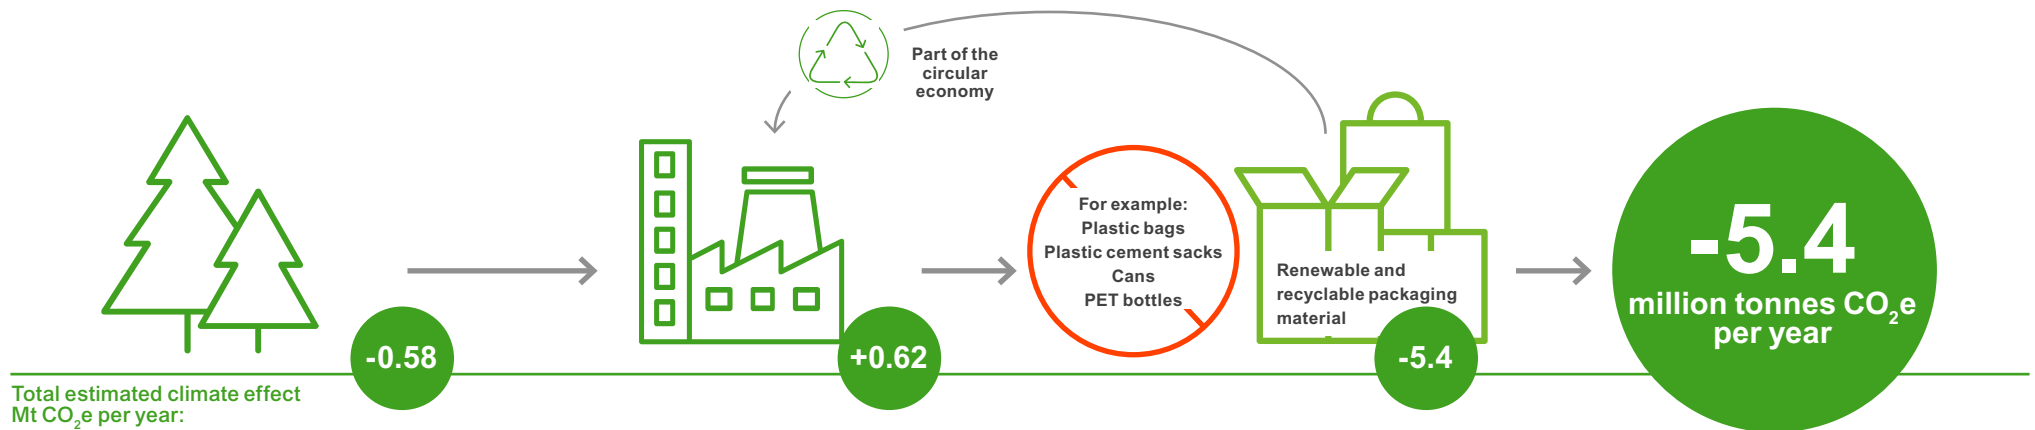 Part of the
circular
economy
For example:
Plastic bags
Plastic cement sacks
Cans
PET bottles
Renewable and
recyclable packaging
material
-5.4
million tonnes CO₂e
per year
-0.58
+0.62
-5.4
Total estimated climate effect
Mt CO₂e per year: